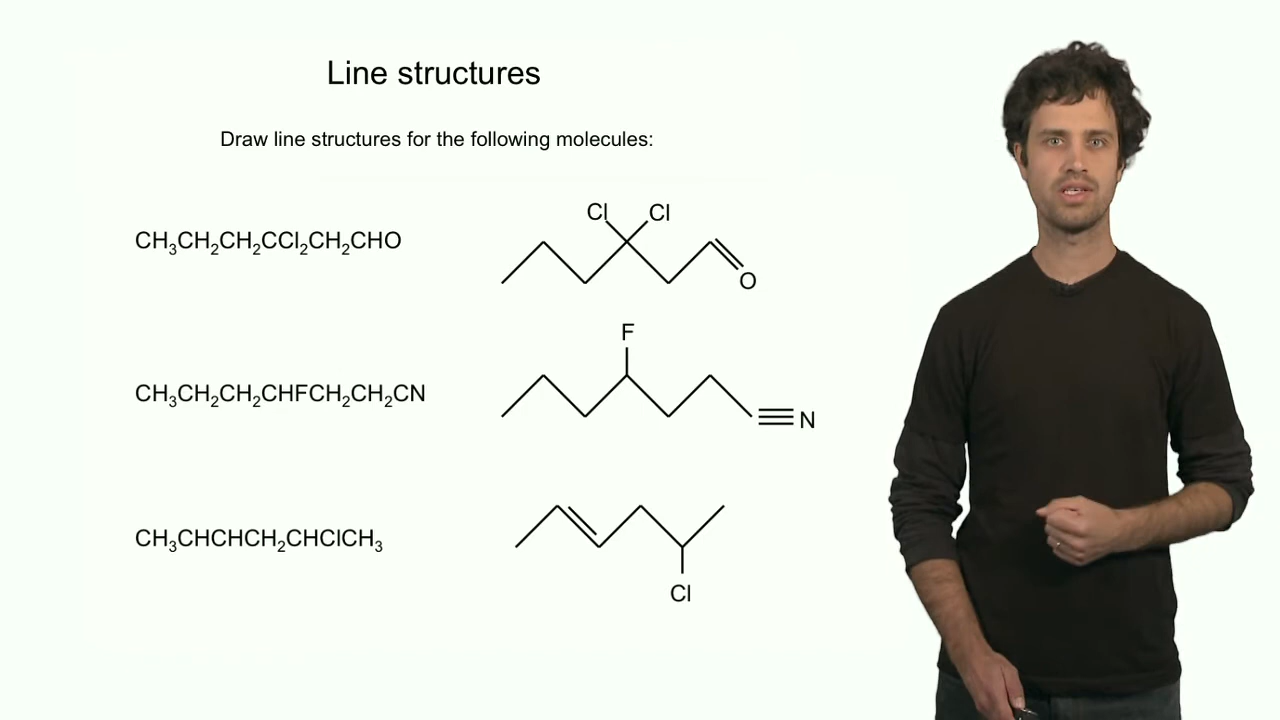 Line structures
Draw line structures for the following molecules:
Cl Cl
CH₃CH₂CH₂CCl₂CH₂CHO
O
F
CH₃CH₂CH₂CHFCH₂CH₂CN
N
CH₃CHCHCH₂CHClCH₃
Cl